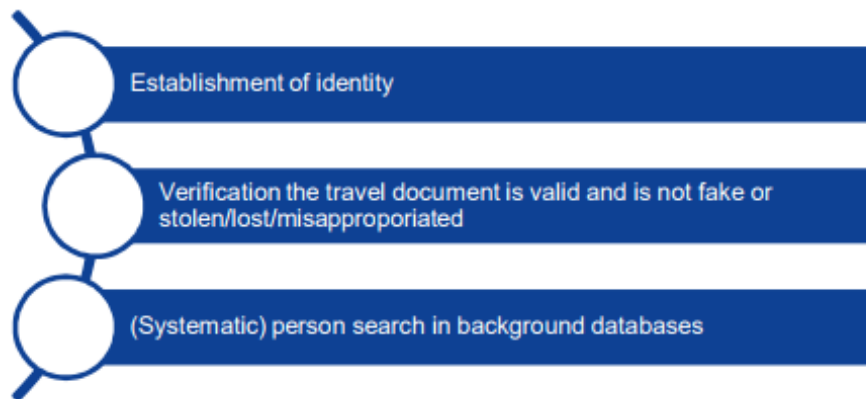 Establishment of identity
Verification the travel document is valid and is not fake or
stolen/lost/misapproporiated
(Systematic) person search in background databases